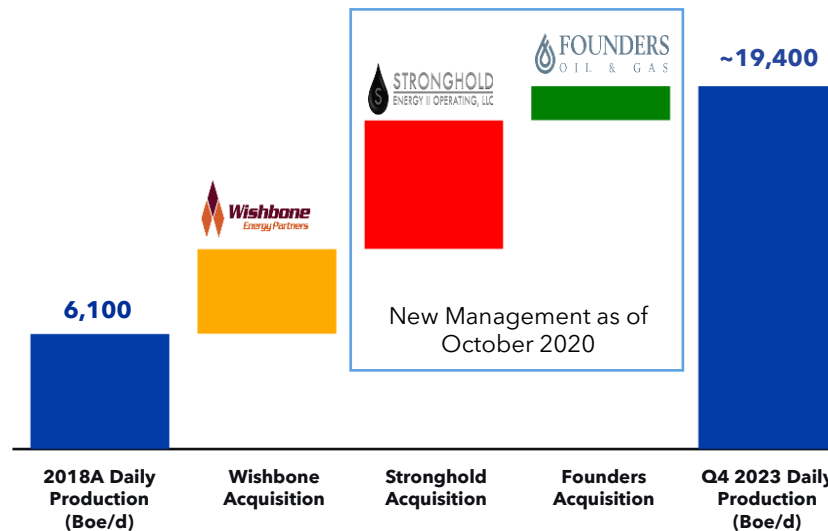 FOUNDERS
OIL & GAS
~19,400
STRONGHOLD
ENERGY II OPERATING, LLC
S
Wishbone
Energy Partners
6,100
New Management as of
October 2020
2018A Daily
Production
(Boe/d)
Wishbone
Acquisition
Stronghold
Acquisition
Founders
Acquisition
Q4 2023 Daily
Production
(Boe/d)